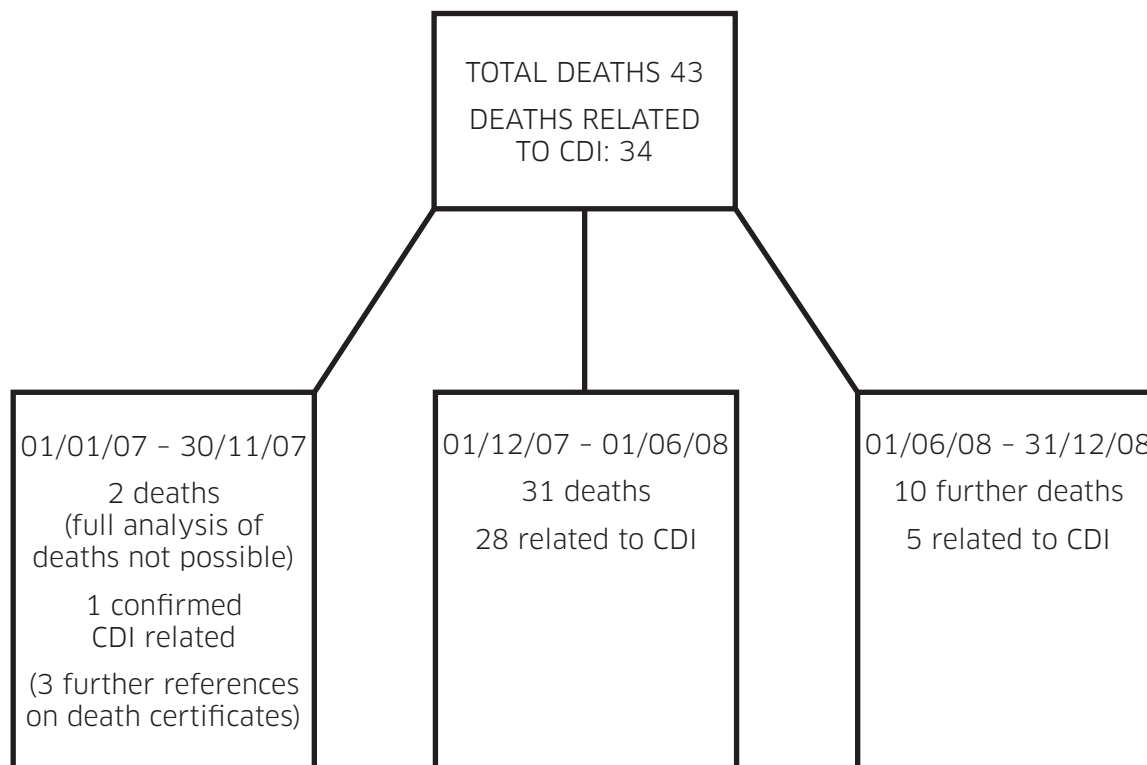 TOTAL DEATHS 43
DEATHS RELATED
TO CDI: 34
01/01/07 – 30/11/07
2 deaths
(full analysis of
deaths not possible)
1 confirmed
CDI related
(3 further references
on death certificates)
01/12/07 – 01/06/08
31 deaths
28 related to CDI
01/06/08 – 31/12/08
10 further deaths
5 related to CDI